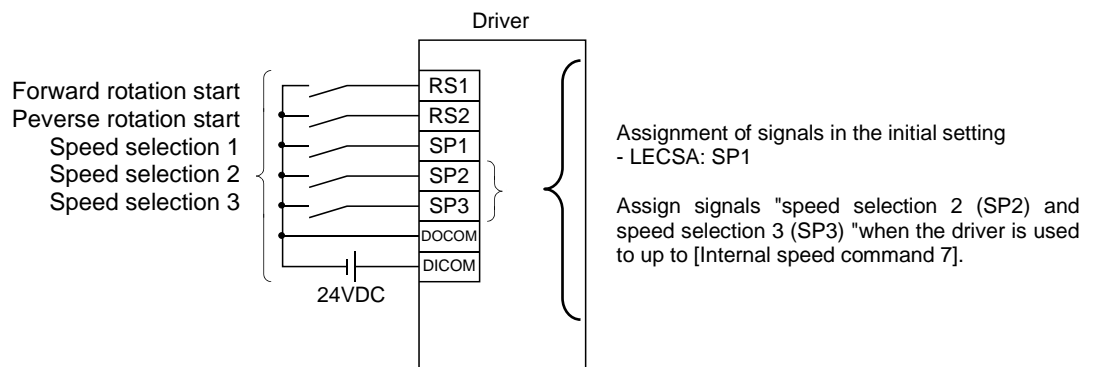 Driver
Forward rotation start
Peverse rotation start
Speed selection 1
Speed selection 2
Speed selection 3
RS1
RS2
SP1
SP2
SP3
DOCOM
DICOM
24VDC
Assignment of signals in the initial setting
- LECSA: SP1
Assign signals "speed selection 2 (SP2) and
speed selection 3 (SP3) "when the driver is used
to up to [Internal speed command 7].